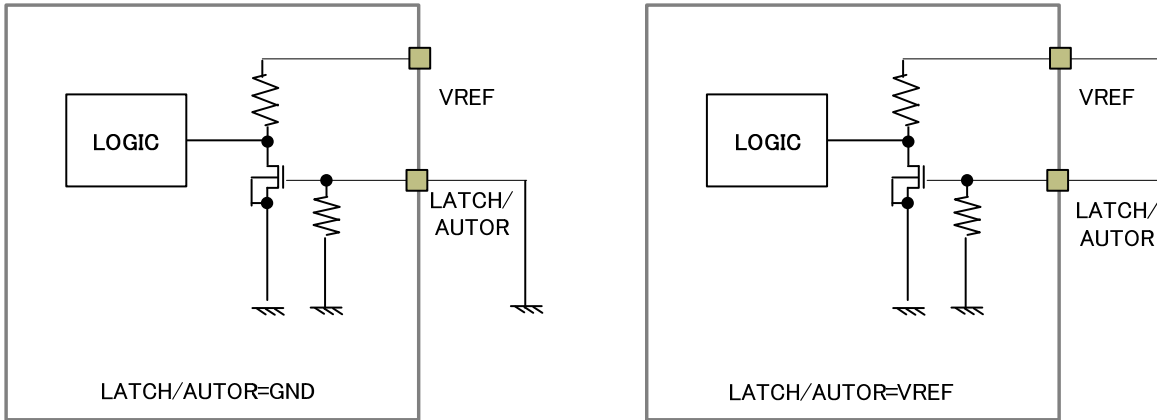 VREF
LOGIC
LATCH/
AUTOR
LATCH/AUTOR=GND
VREF
LOGIC
LATCH/
AUTOR
LATCH/AUTOR=VREF